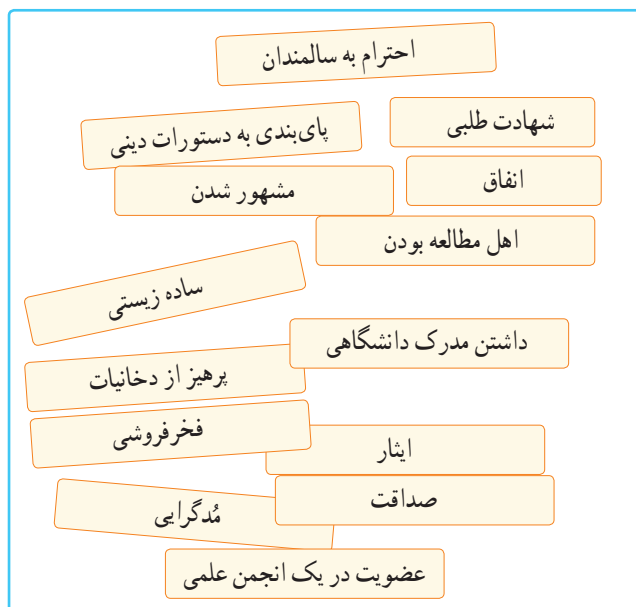 احترام به سالمندان
شهادت طلبی
پای‌بندی به دستورات دینی
انفاق
مشهور شدن
اهل مطالعه بودن
ساده زیستی
داشتن مدرک دانشگاهی
پرهیز از دخانیات
فخرفروشی
ایثار
صداقت
مُدگرایی
عضویت در یک انجمن علمی